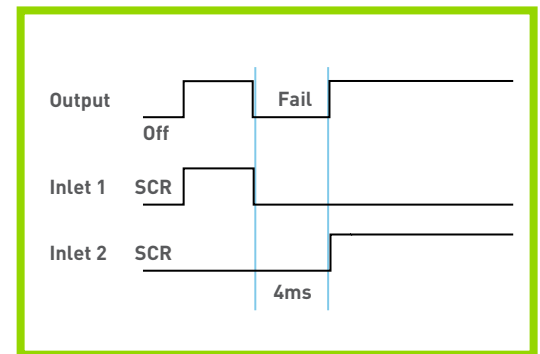 Output Fail
Off
Inlet 1 SCR
Inlet 2 SCR
4ms